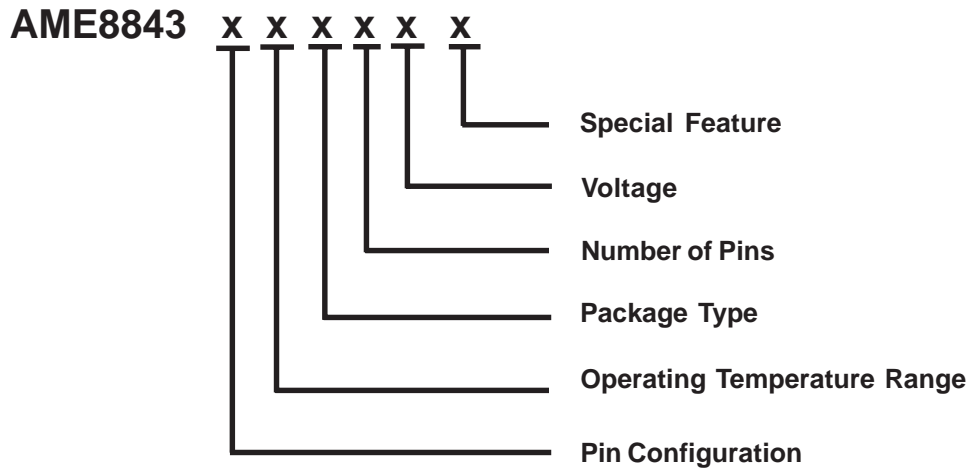 AME8843 x x x x x x
Special Feature
Voltage
Number of Pins
Package Type
Operating Temperature Range
Pin Configuration